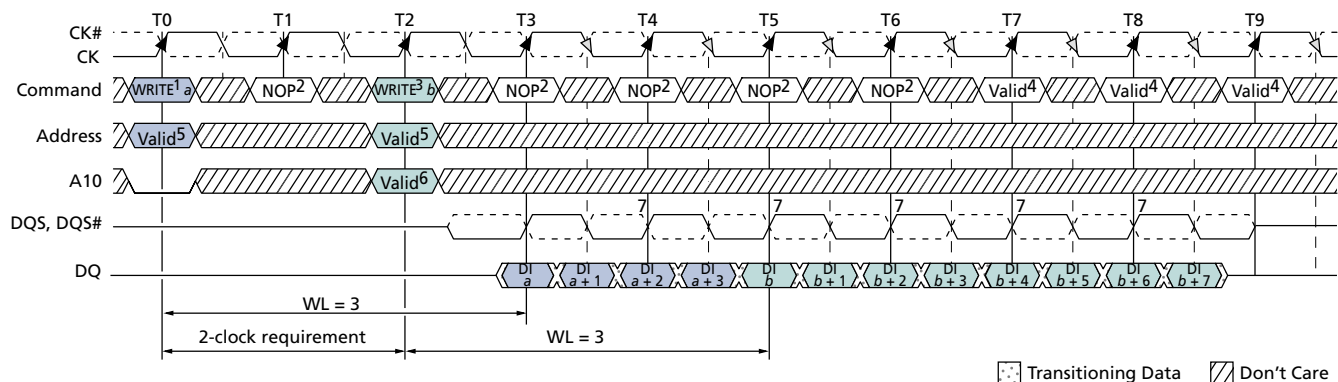 T0 T1 T2 T3 T4 T5 T6 T7 T8 T9
CK#
CK
Command WRITE1 a NOP2 WRITE3 b NOP2 NOP2 NOP2 NOP2 Valid4 Valid4 Valid4
Address Valid5 Valid5
A10 Valid6
7 7 7 7 7
DQS, DQS#
DQ DI a DI a + 1 DI a + 2 DI a + 3 DI b DI b + 1 DI b + 2 DI b + 3 DI b + 4 DI b + 5 DI b + 6 DI b + 7
WL = 3
2-clock requirement WL = 3
Transitioning Data Don't Care